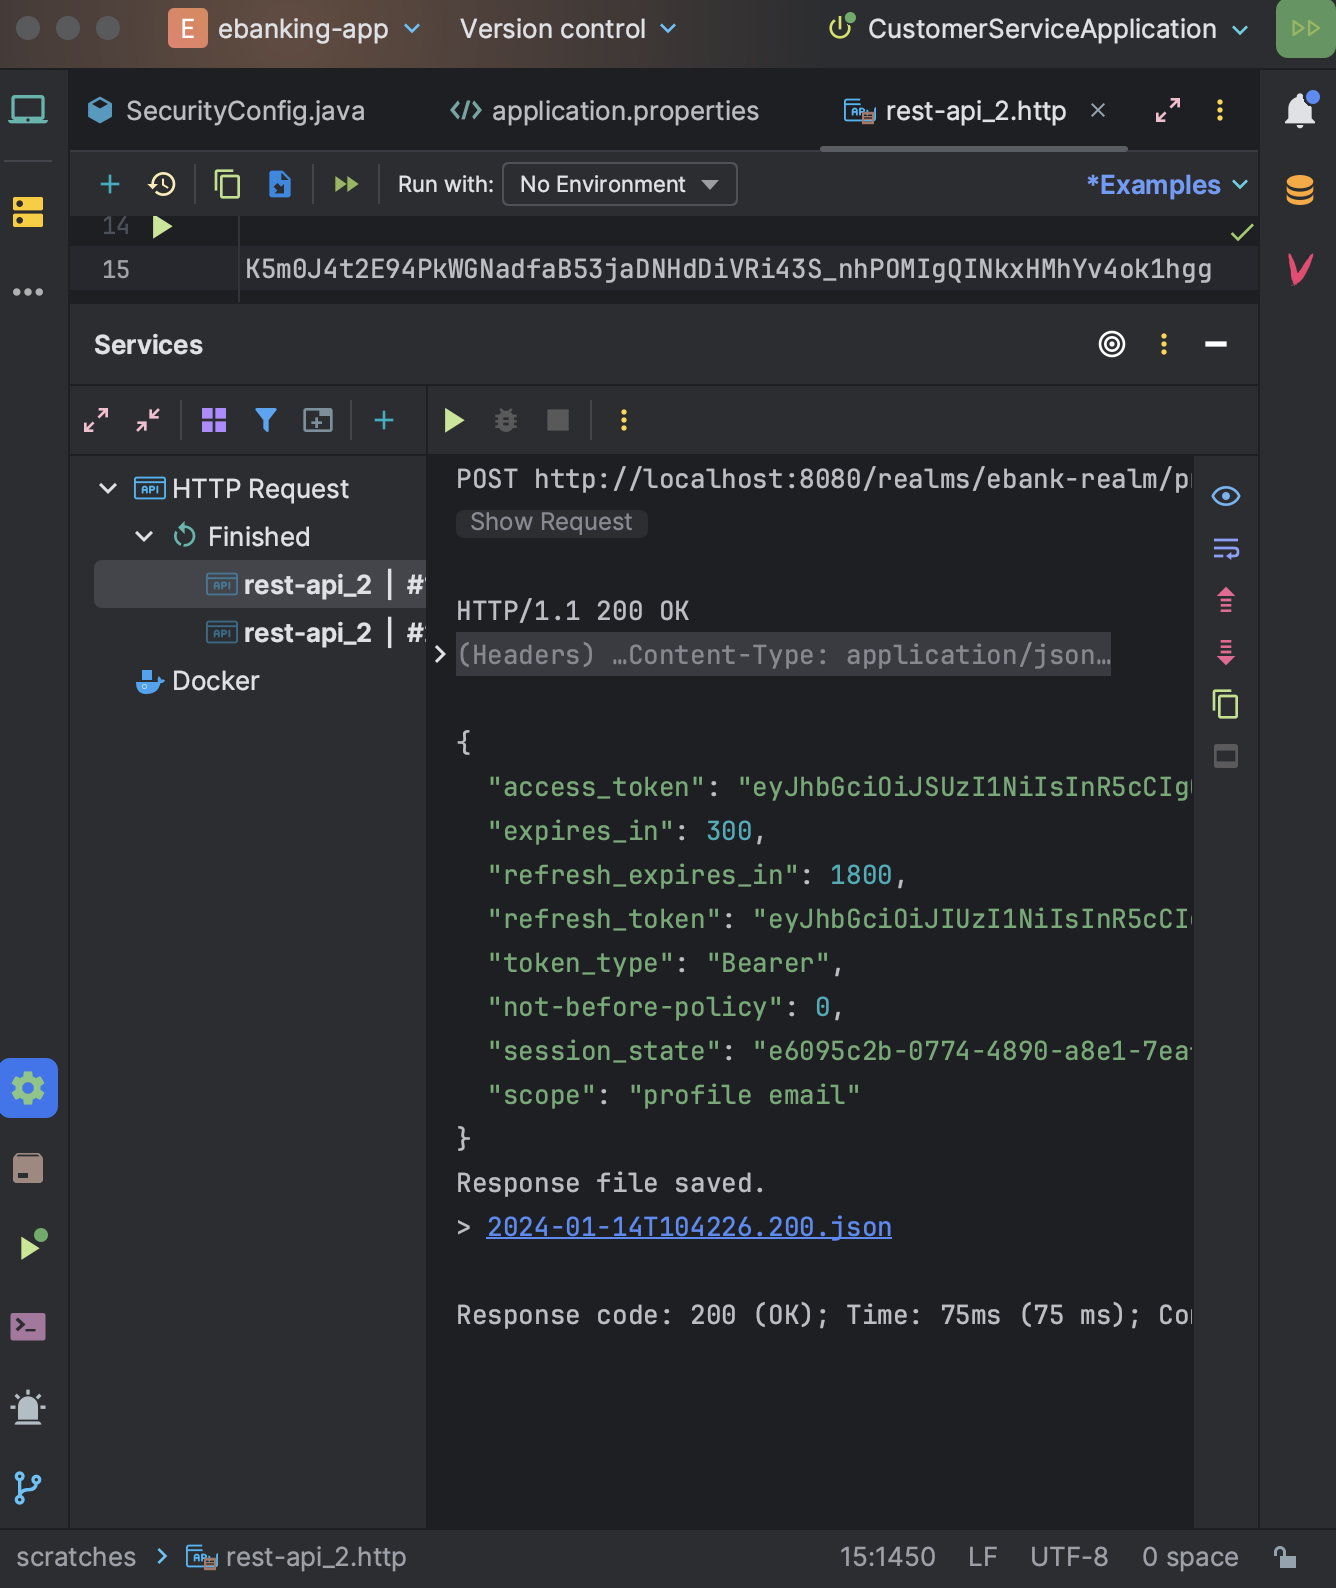 E ebanking-app Version control CustomerServiceApplication
SecurityConfig.java application.properties rest-api_2.http
Run with: No Environment *Examples
14
15 K5m0J4t2E94PkWGNadfaB53jaDNHdDiVRi43S_nhPOMIgQINkxHMhYv4ok1hgg
Services
HTTP Request
Finished
rest-api_2 | #
rest-api_2 | #
Docker
POST http://localhost:8080/realms/ebank-realm/p
Show Request
HTTP/1.1 200 OK
(Headers) …Content-Type: application/json…
{
"access_token": "eyJhbGciOiJSUzI1NiIsInR5cCIg
"expires_in": 300,
"refresh_expires_in": 1800,
"refresh_token": "eyJhbGciOiJIUzI1NiIsInR5cCI
"token_type": "Bearer",
"not-before-policy": 0,
"session_state": "e6095c2b-0774-4890-a8e1-7ea
"scope": "profile email"
}
Response file saved.
> 2024-01-14T104226.200.json
Response code: 200 (OK); Time: 75ms (75 ms); Co
scratches > rest-api_2.http 15:1450 LF UTF-8 0 space